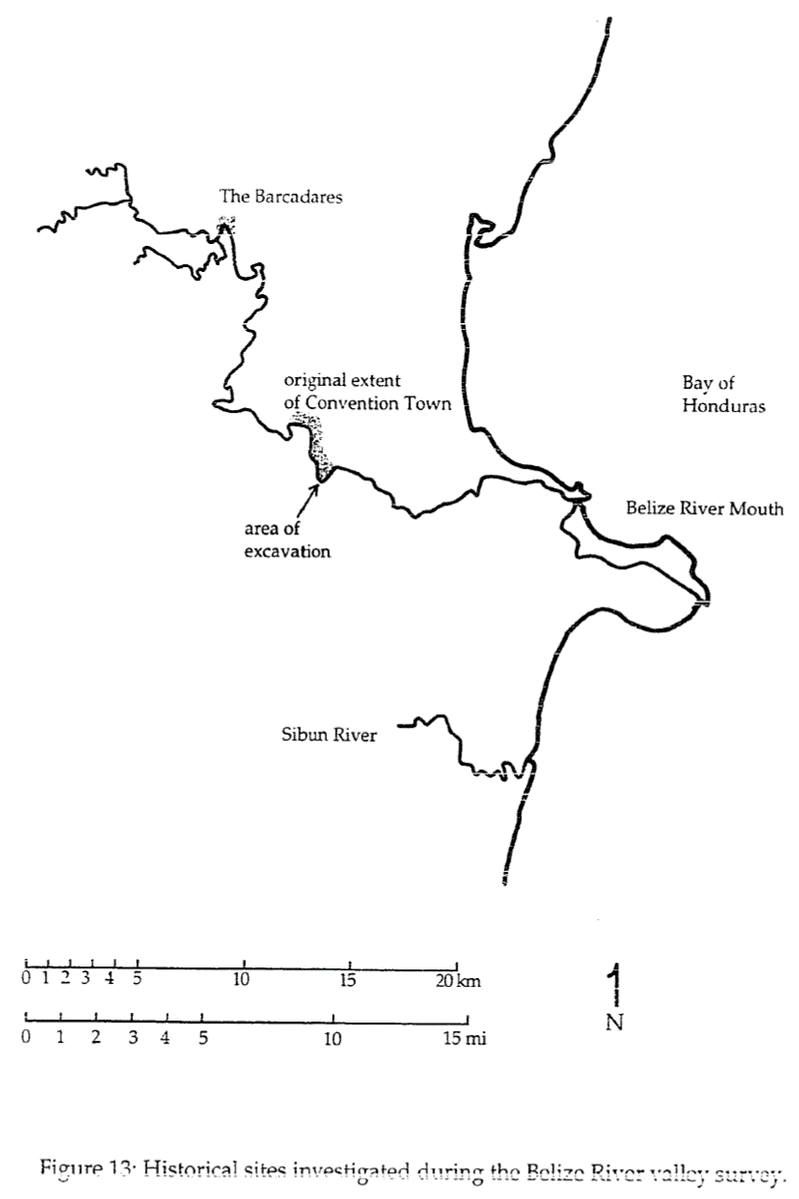 The Barcadares
original extent
of Convention Town
Bay of
Honduras
Belize River Mouth
area of
excavation
Sibun River
0 1 2 3 4 5 10 15 20 km
0 1 2 3 4 5 10 15 mi
N
Figure 13: Historical sites investigated during the Belize River valley survey.